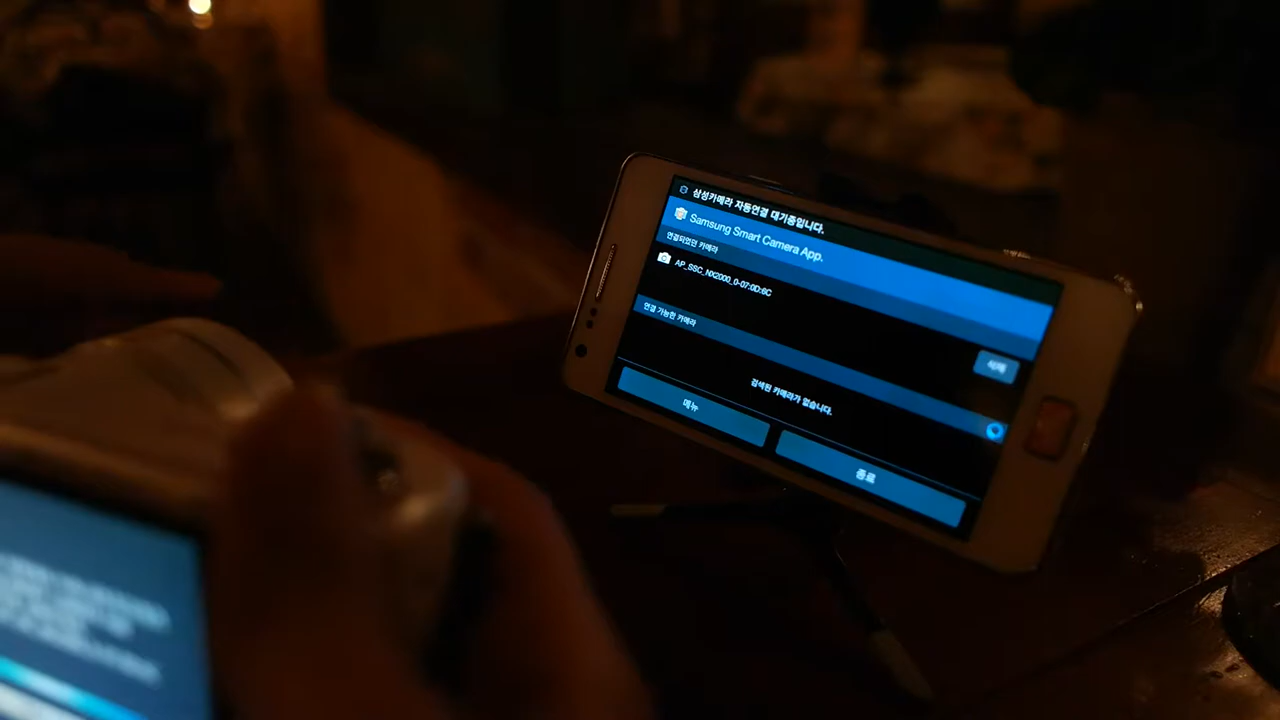 삼성카메라 자동연결 대기중입니다.
Samsung Smart Camera App.
연결되었던 카메라
AP_SSC_NX2000_0-07:0D:6C
삭제
연결 가능한 카메라
검색된 카메라가 없습니다.
메뉴
종료